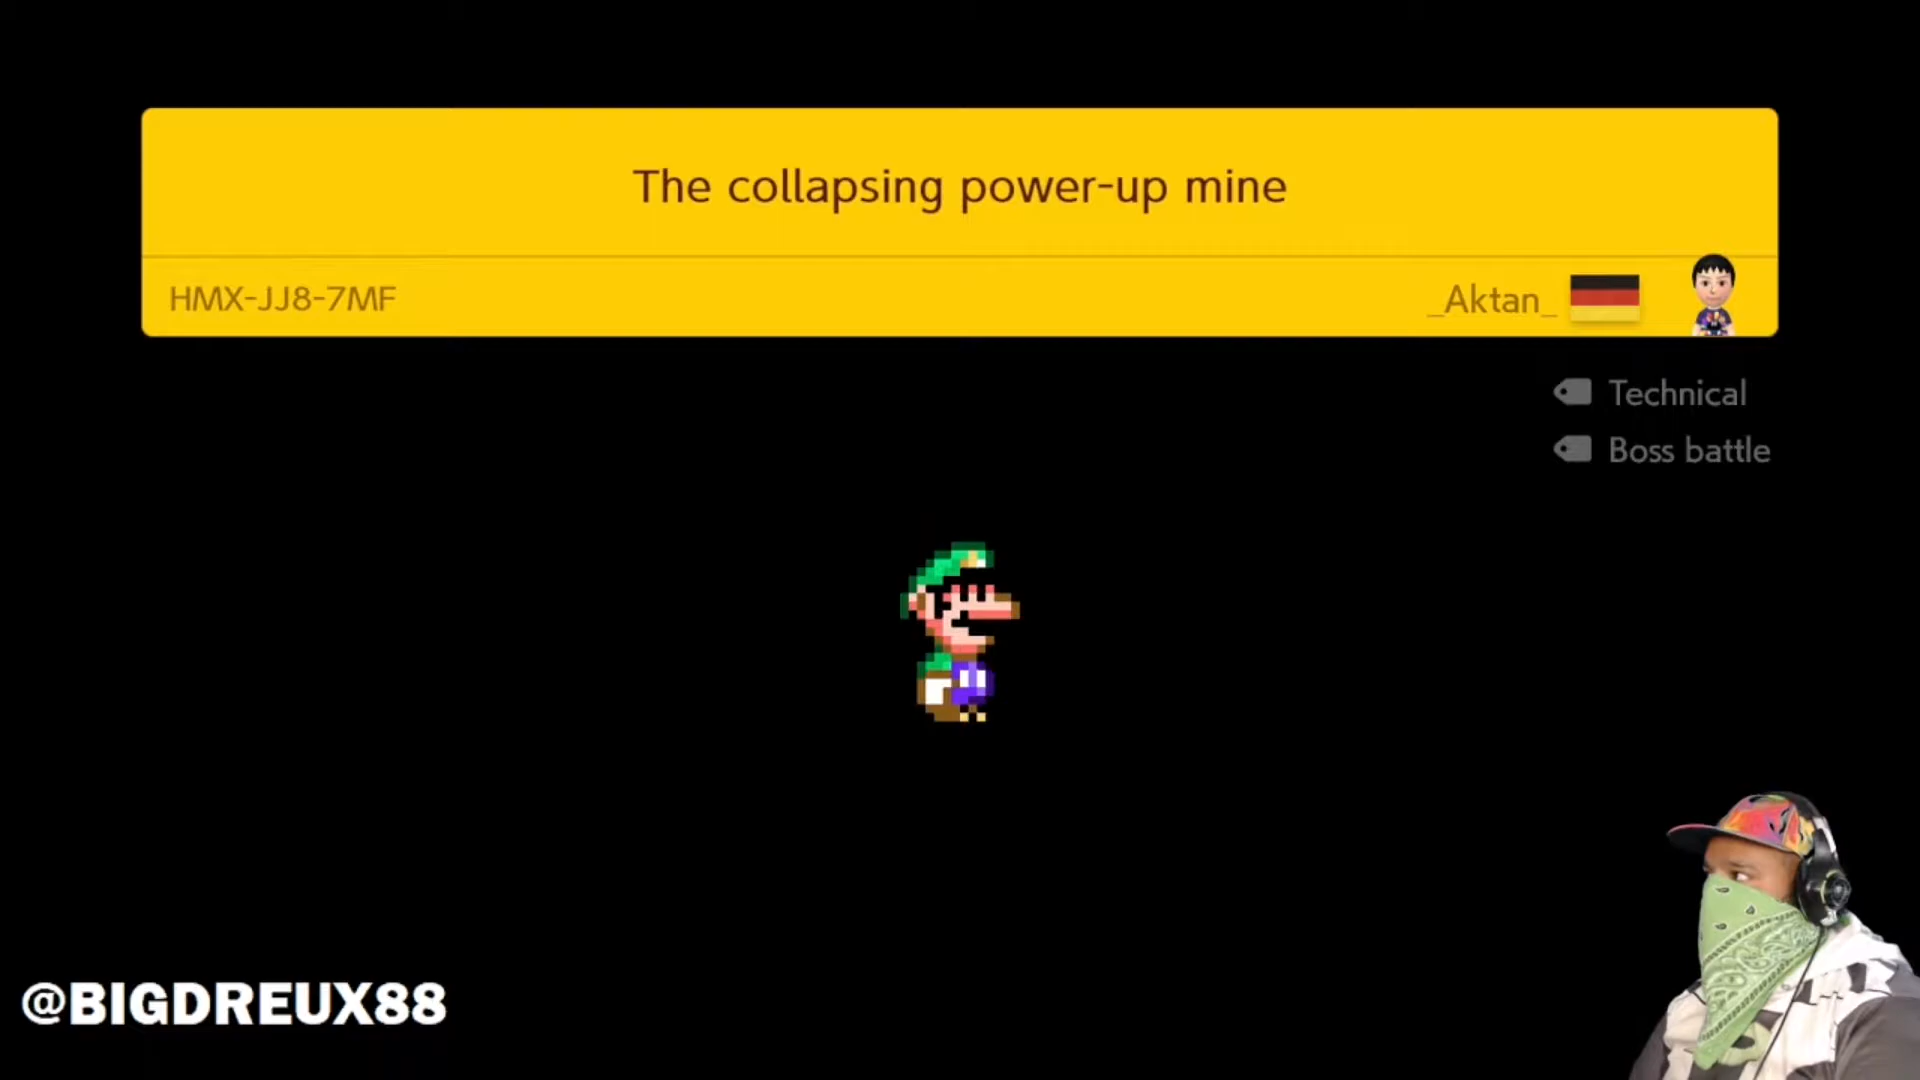 The collapsing power-up mine
HMX-JJ8-7MF
_Aktan_
Technical
Boss battle
@BIGDREUX88